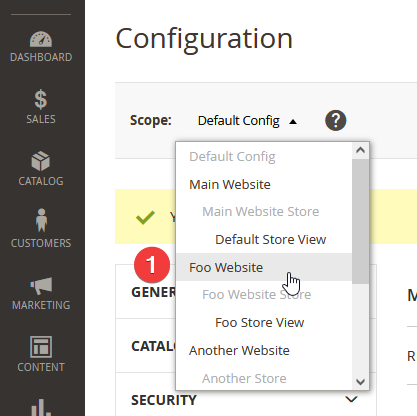 Configuration
DASHBOARD
SALES
CATALOG
CUSTOMERS
MARKETING
CONTENT
Scope: Default Config ?
Default Config
Main Website
Main Website Store
Default Store View
1 Foo Website
Foo Website Store
Foo Store View
Another Website
Another Store
Y
GENER
CATAL
SECURITY
M
R